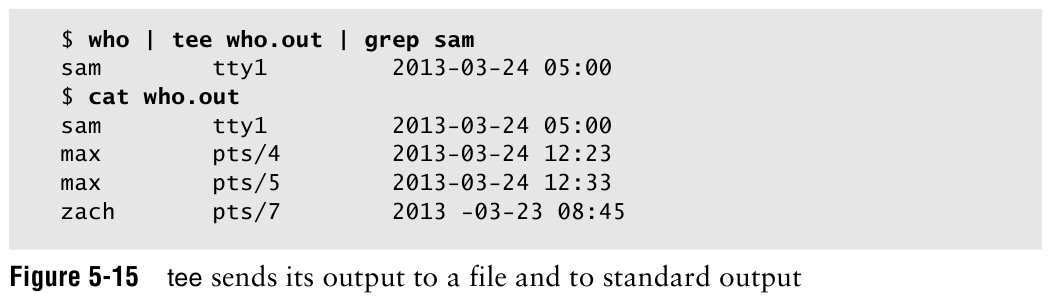 $ who | tee who.out | grep sam
sam        tty1         2013-03-24 05:00
$ cat who.out
sam        tty1         2013-03-24 05:00
max        pts/4        2013-03-24 12:23
max        pts/5        2013-03-24 12:33
zach       pts/7        2013 -03-23 08:45
Figure 5-15 tee sends its output to a file and to standard output